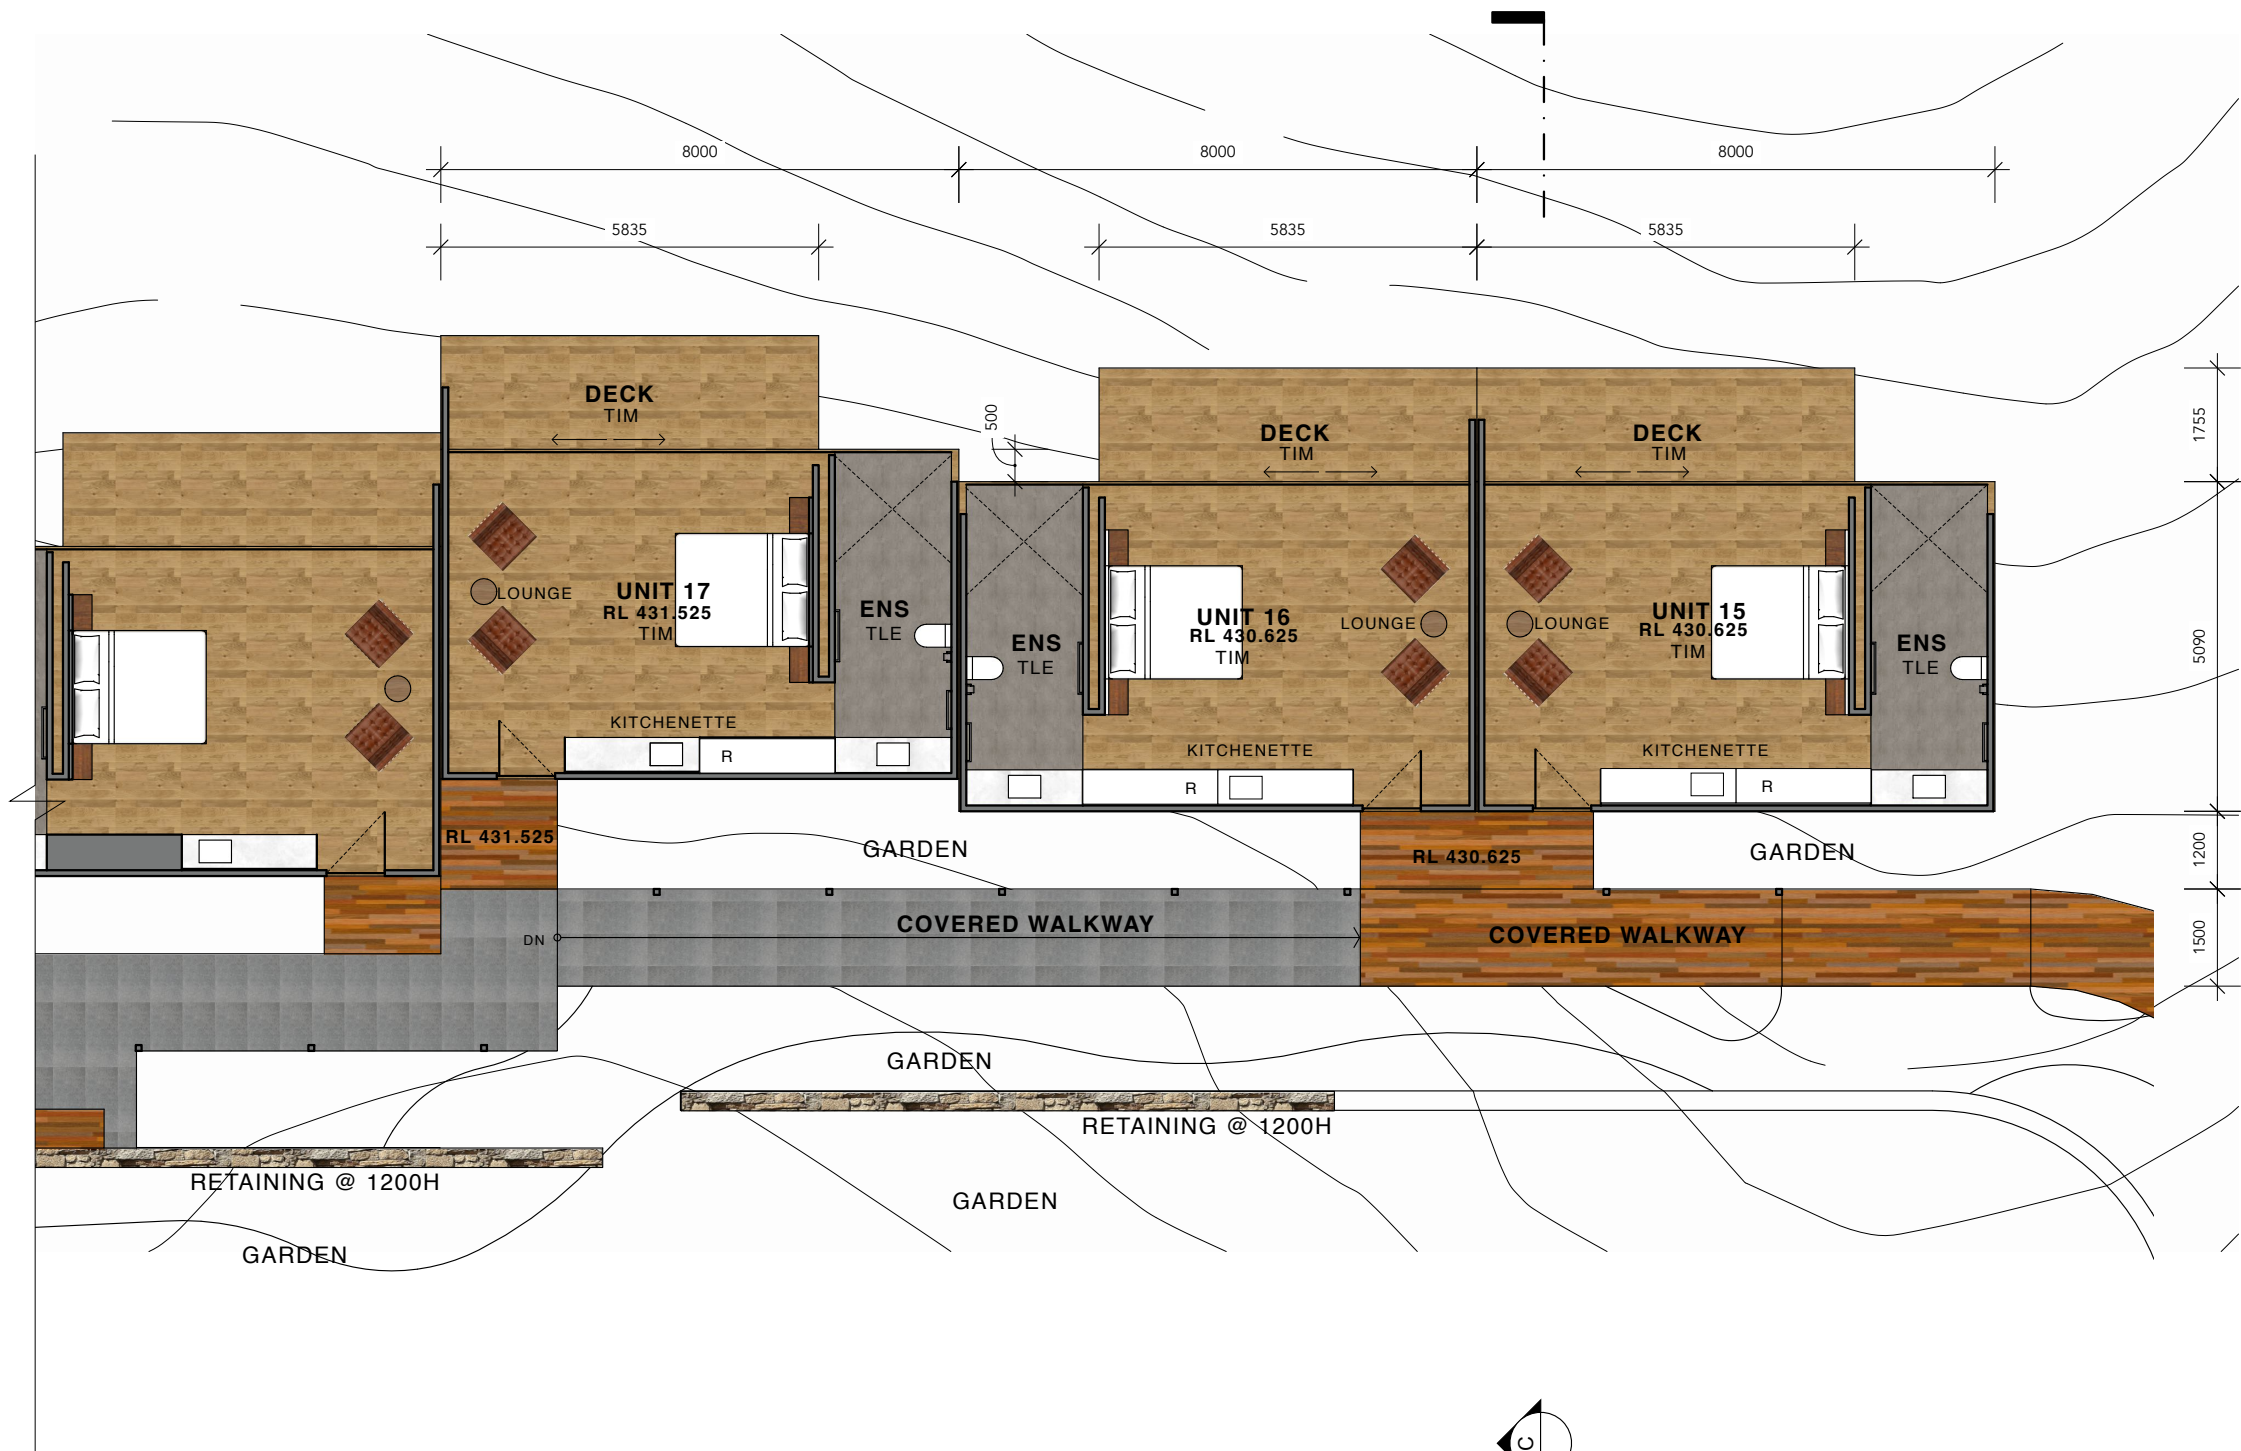 8000
8000
8000
5835
5835
5835
DECK
TIM
500
DECK
TIM
DECK
TIM
1755
LOUNGE
UNIT 17
RL 431.525
TIM
ENS
TLE
ENS
TLE
UNIT 16
RL 430.625
TIM
LOUNGE
LOUNGE
UNIT 15
RL 430.625
TIM
ENS
TLE
5090
KITCHENETTE
R
KITCHENETTE
R
KITCHENETTE
R
RL 431.525
GARDEN
RL 430.625
GARDEN
1200
DN
COVERED WALKWAY
COVERED WALKWAY
1500
GARDEN
RETAINING @ 1200H
RETAINING @ 1200H
GARDEN
GARDEN
C